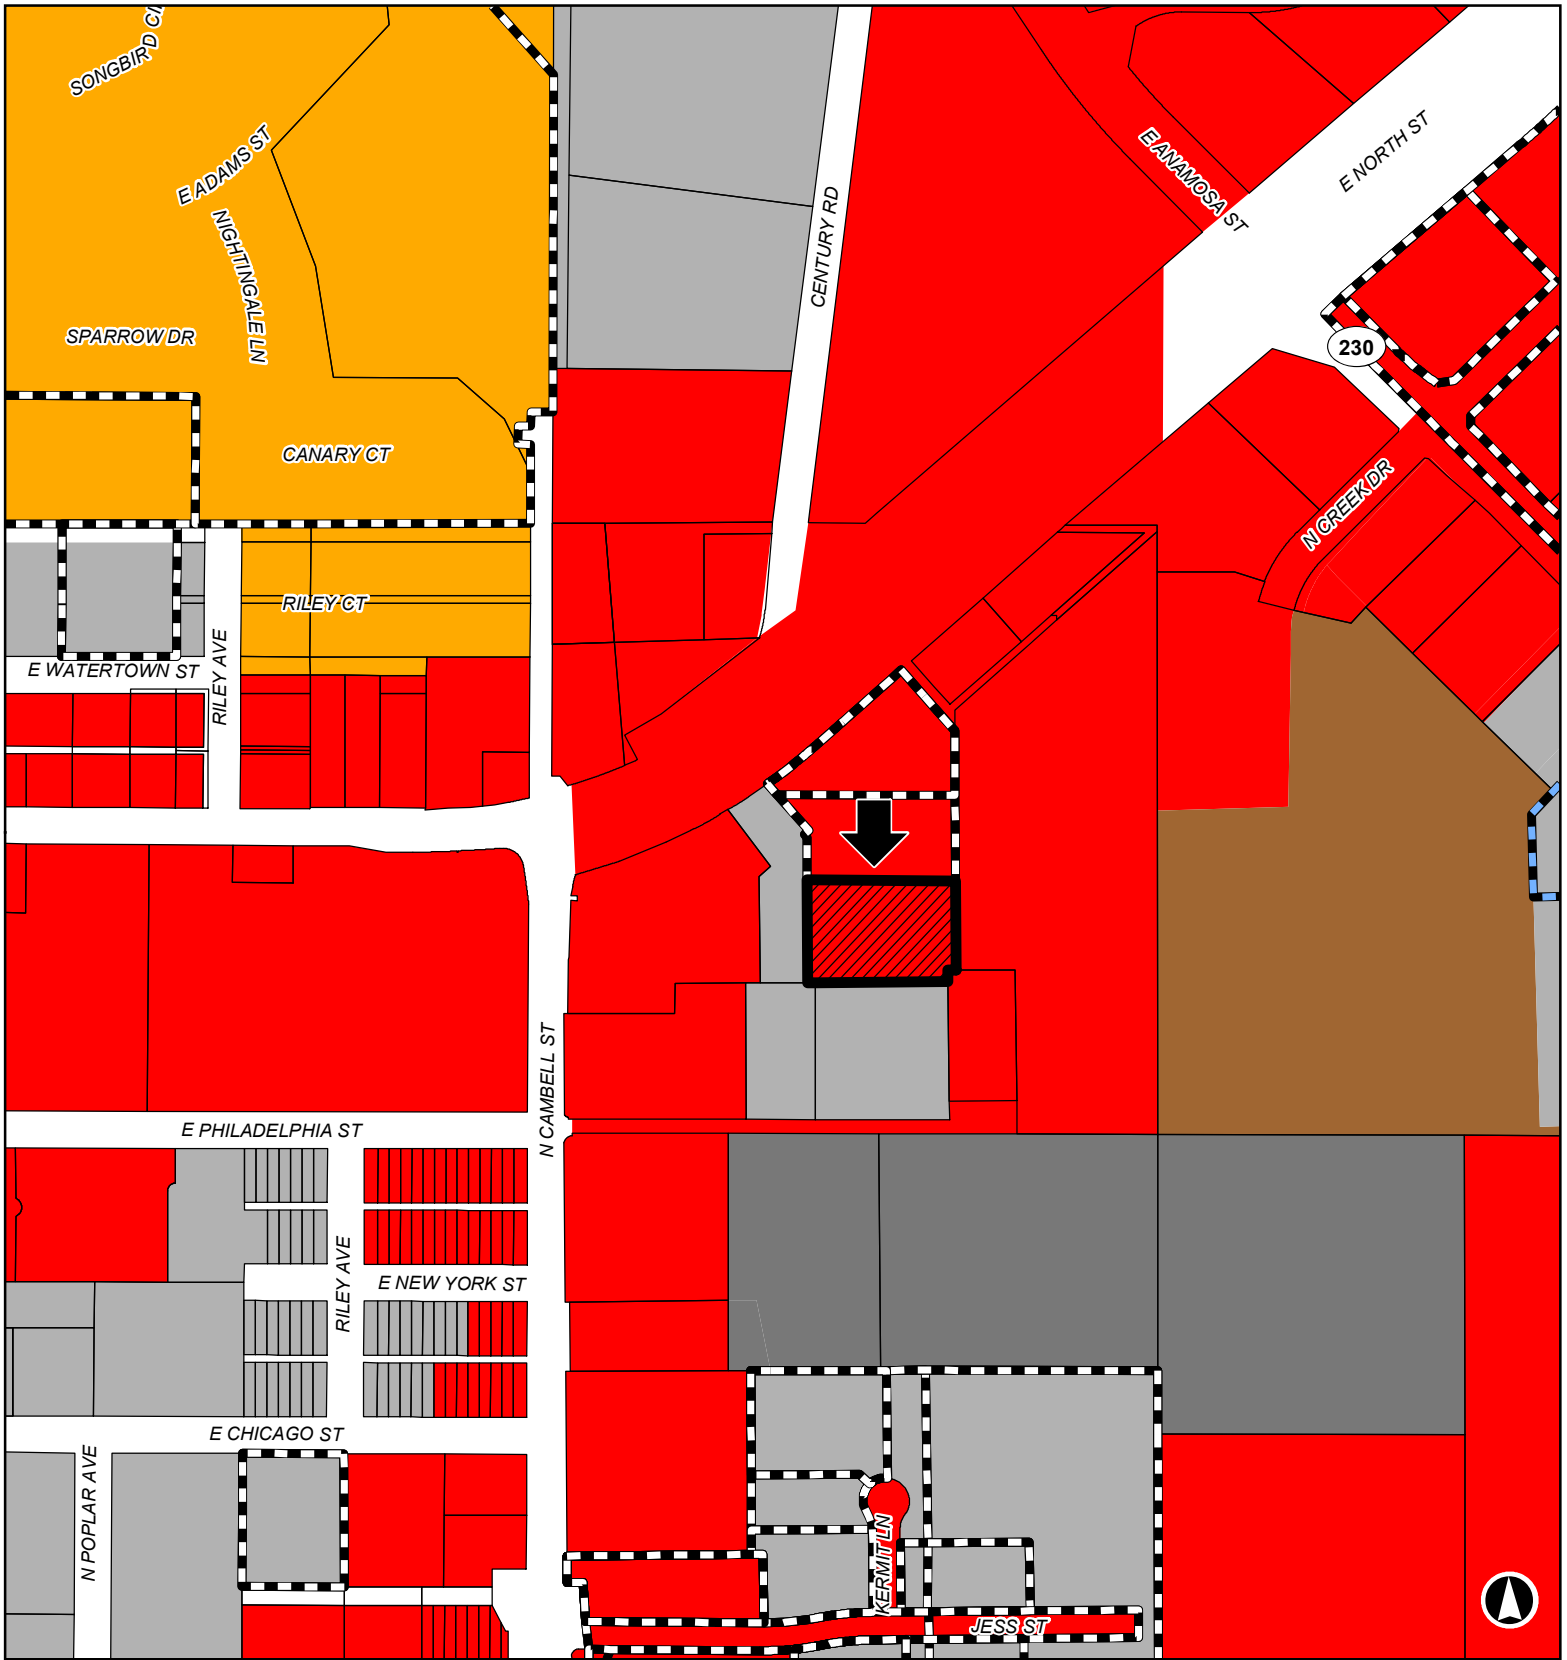 SONGBIRD CI
E ADAMS ST
NIGHTINGALE LN
SPARROW DR
CANARY CT
CENTURY RD
E ANAMOSA ST
E NORTH ST
230
N CREEK DR
RILEY CT
E WATERTOWN ST
RILEY AVE
N CAMBELL ST
E PHILADELPHIA ST
RILEY AVE
E NEW YORK ST
E CHICAGO ST
N POPLAR AVE
KERMIT LN
JESS ST